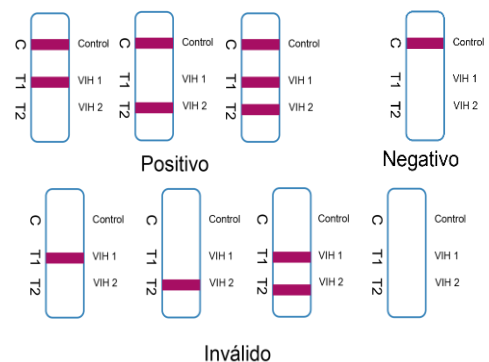 C Control C Control C Control C Control
T1 VIH 1 T1 VIH 1 T1 VIH 1 T1 VIH 1
T2 VIH 2 T2 VIH 2 T2 VIH 2 T2 VIH 2
Positivo Negativo
C Control C Control C Control C Control
T1 VIH 1 T1 VIH 1 T1 VIH 1 T1 VIH 1
T2 VIH 2 T2 VIH 2 T2 VIH 2 T2 VIH 2
Inválido